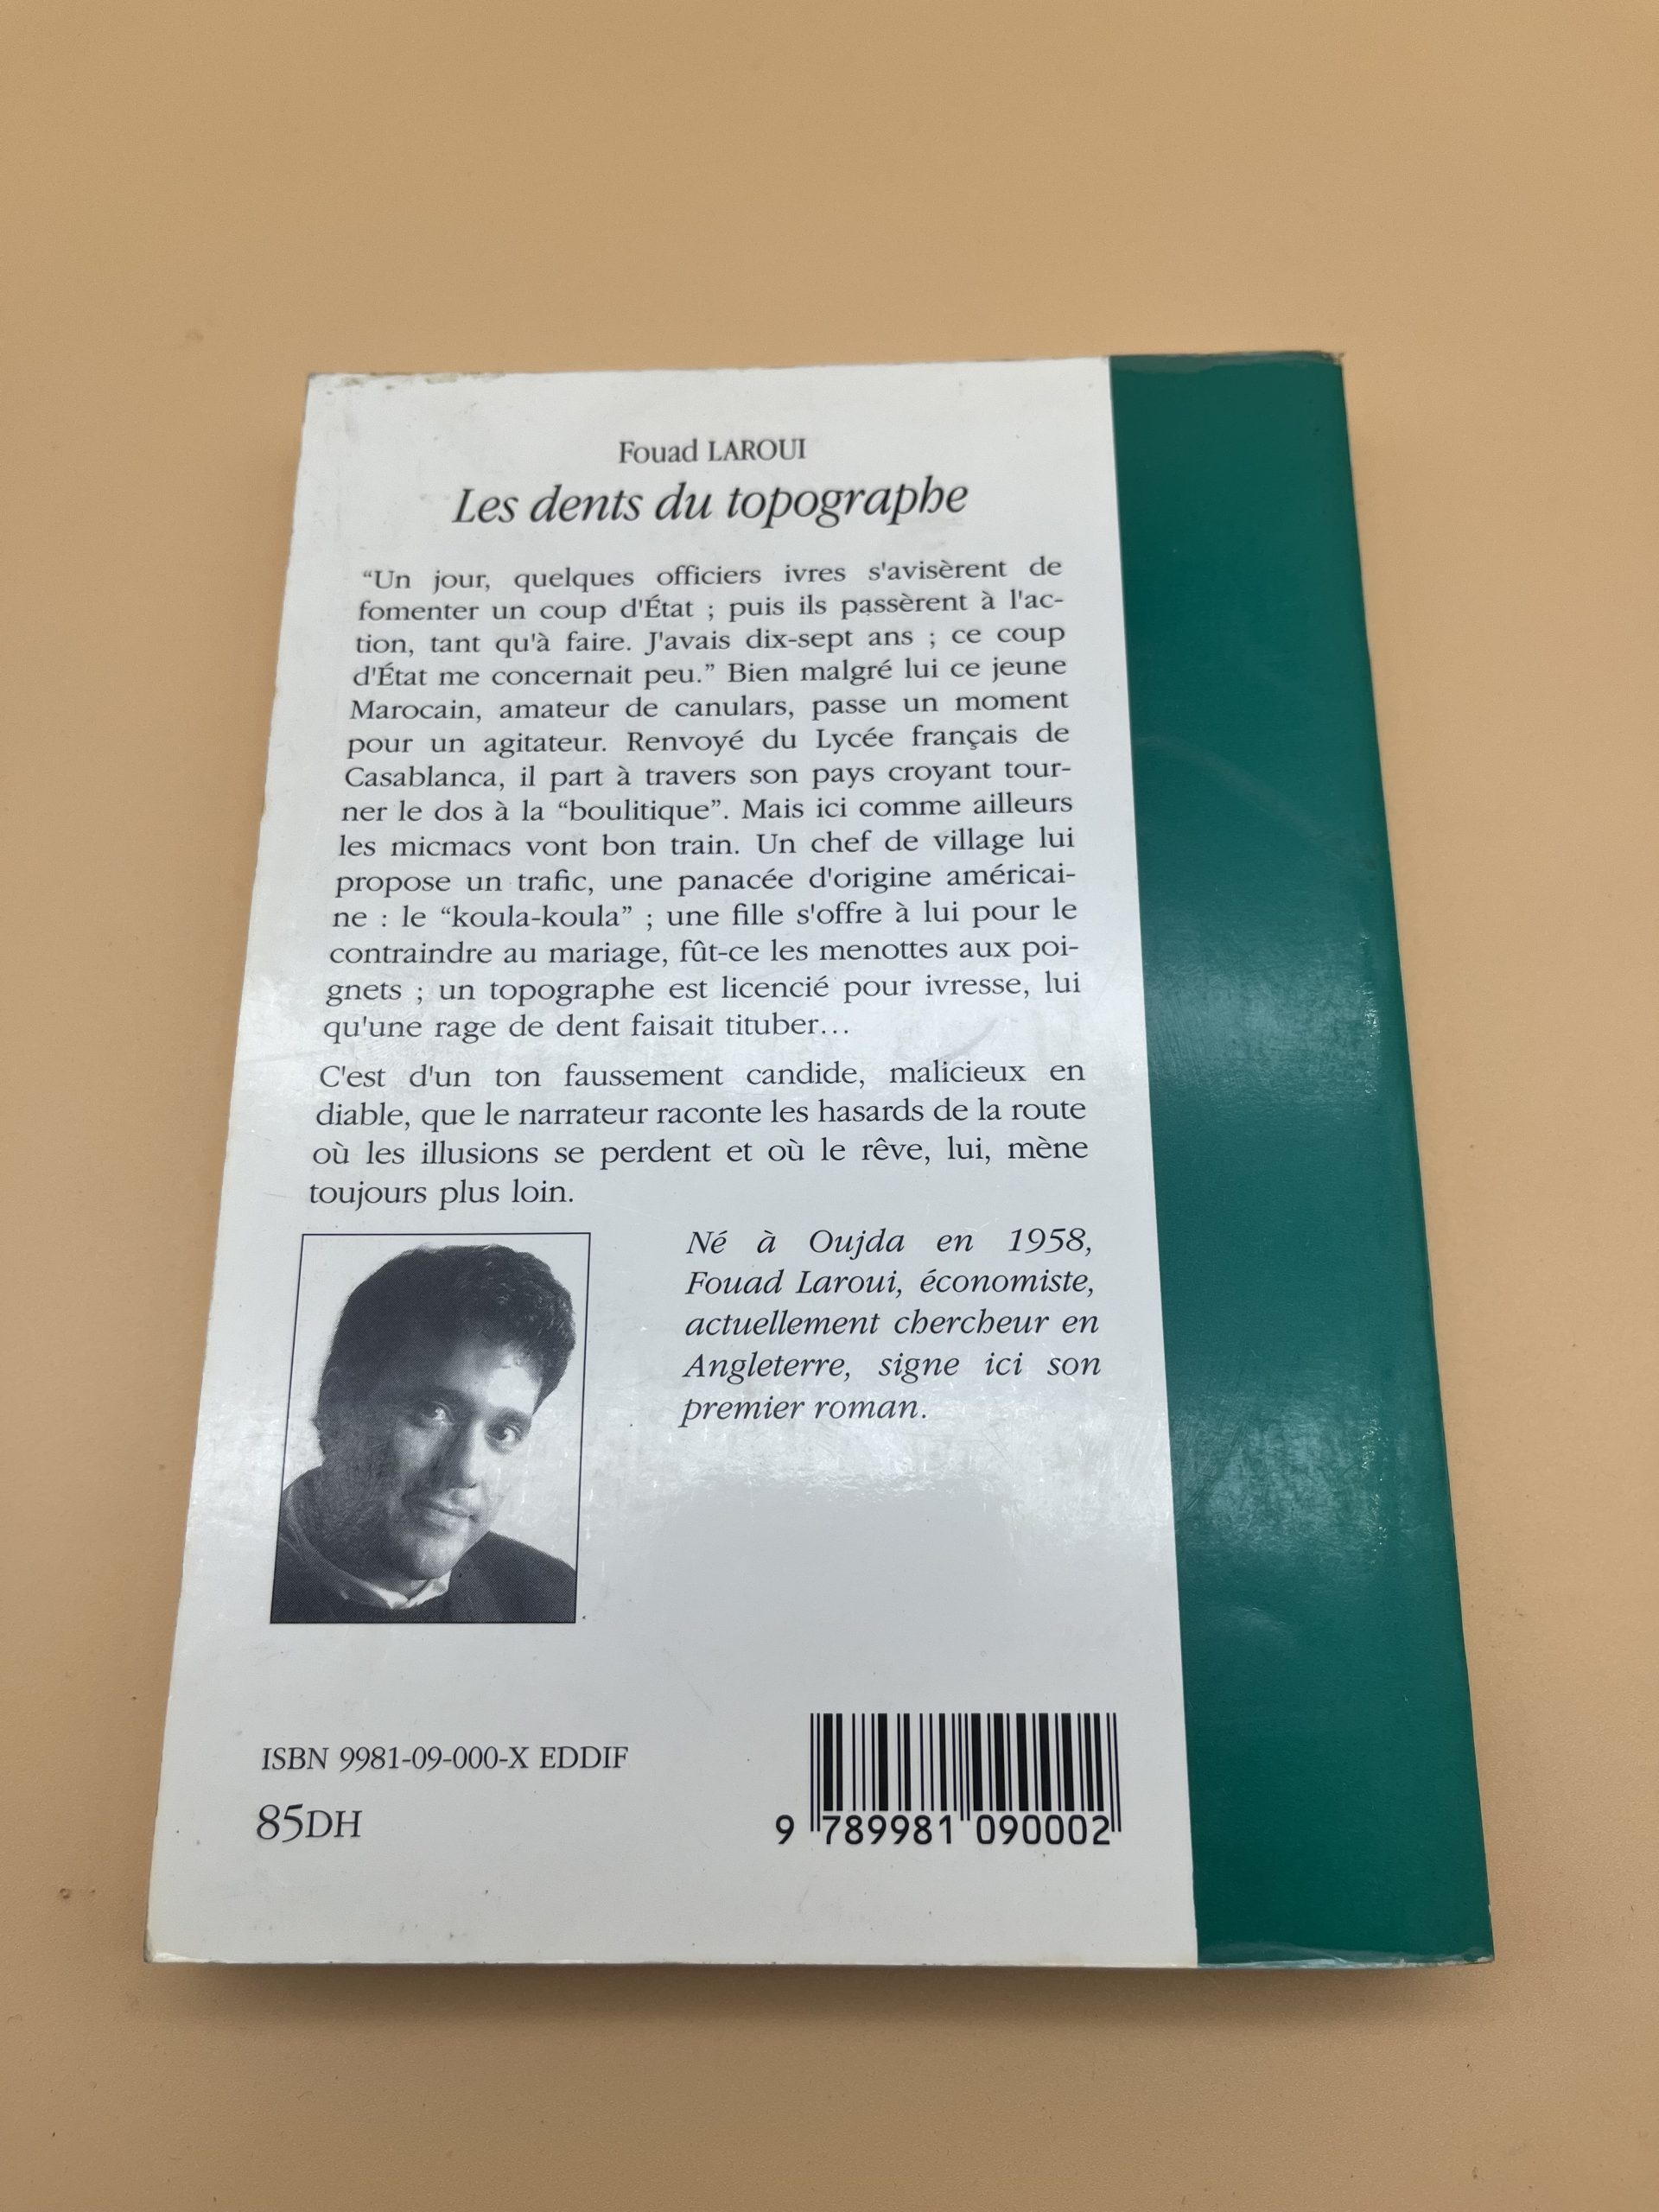 Fouad LAROUI
Les dents du topographe
“Un jour, quelques officiers ivres s'avisèrent de
fomenter un coup d'État ; puis ils passèrent à l'ac-
tion, tant qu'à faire. J'avais dix-sept ans ; ce coup
d'État me concernait peu.” Bien malgré lui ce jeune
Marocain, amateur de canulars, passe un moment
pour un agitateur. Renvoyé du Lycée français de
Casablanca, il part à travers son pays croyant tour-
ner le dos à la “boulitique”. Mais ici comme ailleurs
les micmacs vont bon train. Un chef de village lui
propose un trafic, une panacée d'origine américai-
ne : le “koula-koula” ; une fille s'offre à lui pour le
contraindre au mariage, fût-ce les menottes aux poi-
gnets ; un topographe est licencié pour ivresse, lui
qu'une rage de dent faisait tituber...
C'est d'un ton faussement candide, malicieux en
diable, que le narrateur raconte les hasards de la route
où les illusions se perdent et où le rêve, lui, mène
toujours plus loin.
Né à Oujda en 1958,
Fouad Laroui, économiste,
actuellement chercheur en
Angleterre, signe ici son
premier roman.
ISBN 9981-09-000-X EDDIF
85DH
9 789981 090002